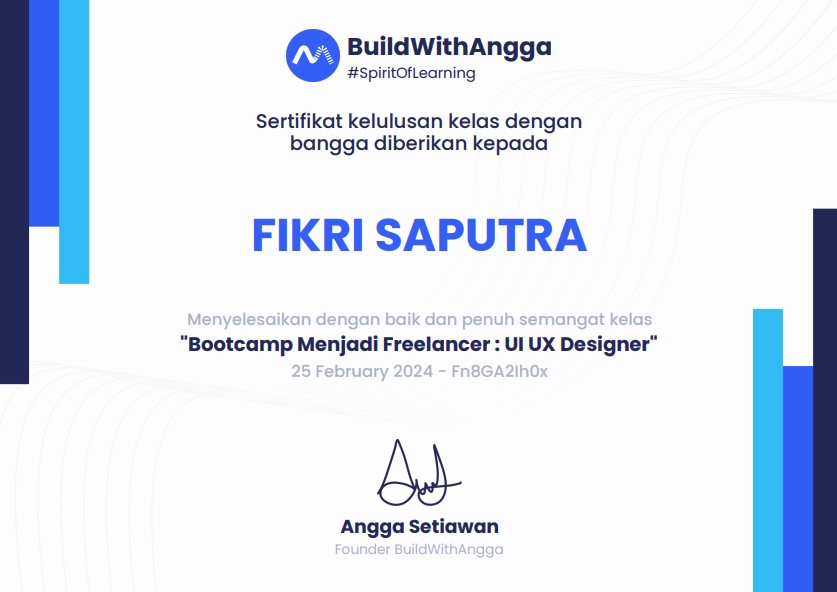 BuildWithAngga
#SpiritOfLearning
Sertifikat kelulusan kelas dengan
bangga diberikan kepada
FIKRI SAPUTRA
Menyelesaikan dengan baik dan penuh semangat kelas
"Bootcamp Menjadi Freelancer : UI UX Designer"
25 February 2024 - Fn8GA2Ih0x
Angga Setiawan
Founder BuildWithAngga